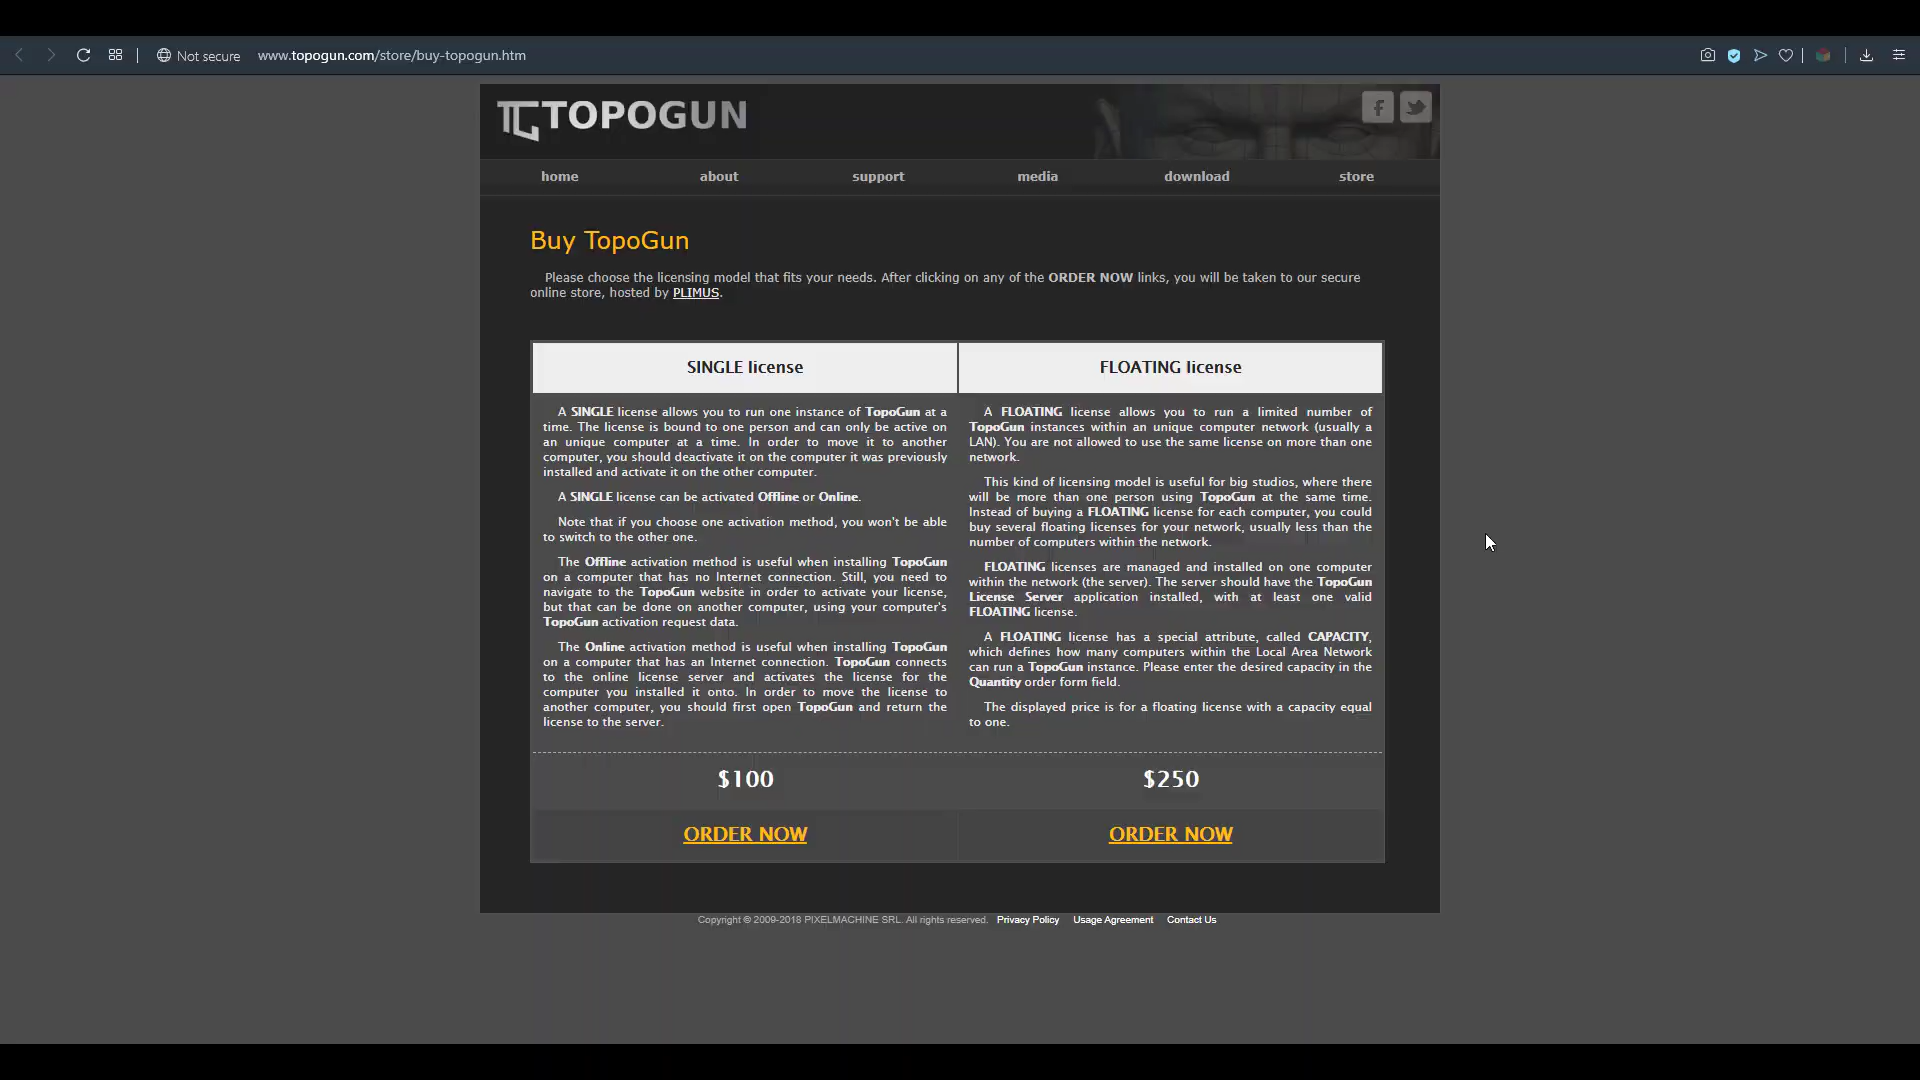 Not secure www.topogun.com/store/buy-topogun.htm
TOPOGUN
home about support media download store
Buy TopoGun
Please choose the licensing model that fits your needs. After clicking on any of the ORDER NOW links, you will be taken to our secure
online store, hosted by PLIMUS.
SINGLE license
A SINGLE license allows you to run one instance of TopoGun at a
time. The license is bound to one person and can only be active on
an unique computer at a time. In order to move it to another
computer, you should deactivate it on the computer it was previously
installed and activate it on the other computer.
A SINGLE license can be activated Offline or Online.
Note that if you choose one activation method, you won't be able
to switch to the other one.
The Offline activation method is useful when installing TopoGun
on a computer that has no Internet connection. Still, you need to
navigate to the TopoGun website in order to activate your license,
but that can be done on another computer, using your computer's
TopoGun activation request data.
The Online activation method is useful when installing TopoGun
on a computer that has an Internet connection. TopoGun connects
to the online license server and activates the license for the
computer you installed it onto. In order to move the license to
another computer, you should first open TopoGun and return the
license to the server.
$100
ORDER NOW
FLOATING license
A FLOATING license allows you to run a limited number of
TopoGun instances within an unique computer network (usually a
LAN). You are not allowed to use the same license on more than one
network.
This kind of licensing model is useful for big studios, where there
will be more than one person using TopoGun at the same time.
Instead of buying a FLOATING license for each computer, you could
buy several floating licenses for your network, usually less than the
number of computers within the network.
FLOATING licenses are managed and installed on one computer
within the network (the server). The server should have the TopoGun
License Server application installed, with at least one valid
FLOATING license.
A FLOATING license has a special attribute, called CAPACITY,
which defines how many computers within the Local Area Network
can run a TopoGun instance. Please enter the desired capacity in the
Quantity order form field.
The displayed price is for a floating license with a capacity equal
to one.
$250
ORDER NOW
Copyright © 2009-2018 PIXELMACHINE SRL. All rights reserved. Privacy Policy Usage Agreement Contact Us